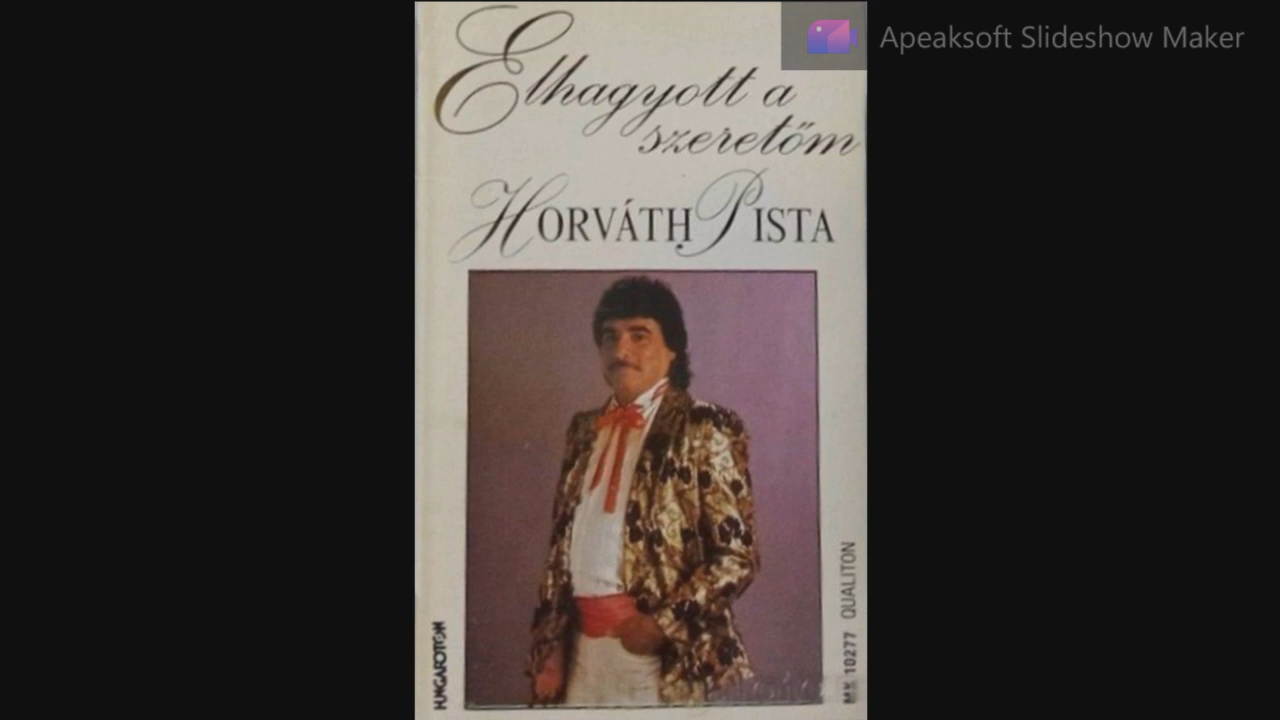 Apeaksoft Slideshow Maker
Elhagyott a
szeretőm
HORVÁTH PISTA
HUNGAROTON
MK 10277 QUALITON